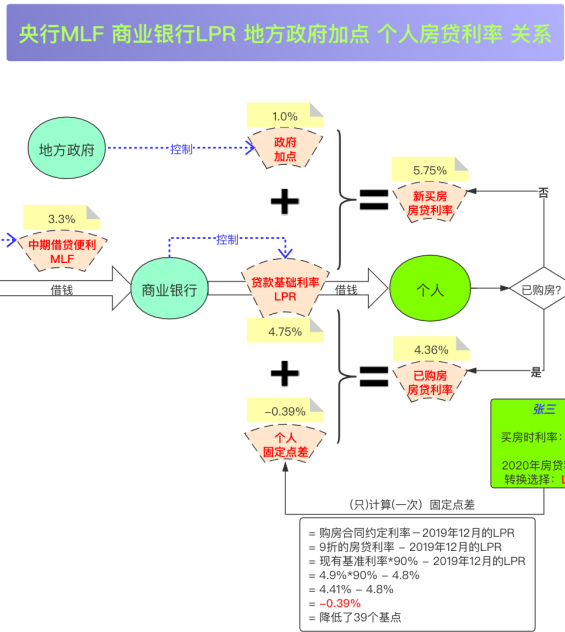 央行MLF 商业银行LPR 地方政府加点 个人房贷利率 关系
1.0%
地方政府
控制
政府
加点
5.75%
新买房
房贷利率
否
3.3%
中期借贷便利
MLF
控制
借钱
商业银行
贷款基础利率
LPR
借钱
个人
已购房?
4.75%
4.36%
已购房
房贷利率
是
-0.39%
个人
固定点差
张三
买房时利率：
2020年房贷
转换选择：L
(只)计算(一次) 固定点差
= 购房合同约定利率－2019年12月的LPR
= 9折的房贷利率 - 2019年12月的LPR
= 现有基准利率*90% - 2019年12月的LPR
= 4.9%*90% - 4.8%
= 4.41% - 4.8%
= -0.39%
= 降低了39个基点